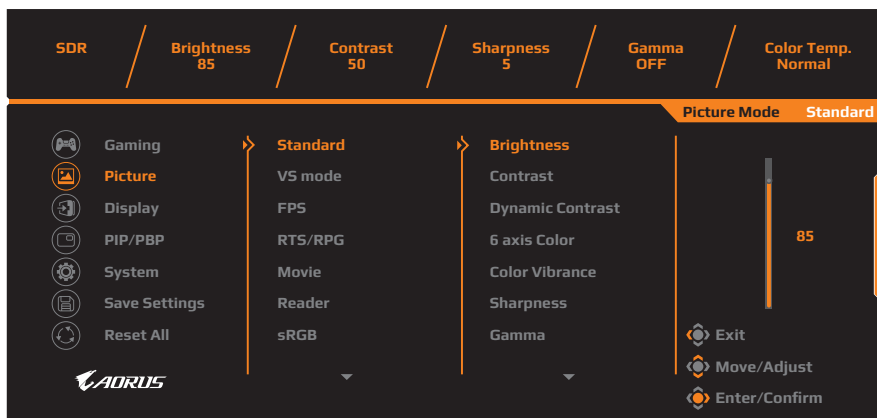 SDR
Brightness
85
Contrast
50
Sharpness
5
Gamma
OFF
Color Temp.
Normal
Picture Mode Standard
Gaming
Picture
Display
PIP/PBP
System
Save Settings
Reset All
Standard
VS mode
FPS
RTS/RPG
Movie
Reader
sRGB
Brightness
Contrast
Dynamic Contrast
6 axis Color
Color Vibrance
Sharpness
Gamma
85
Exit
Move/Adjust
Enter/Confirm
AORUS